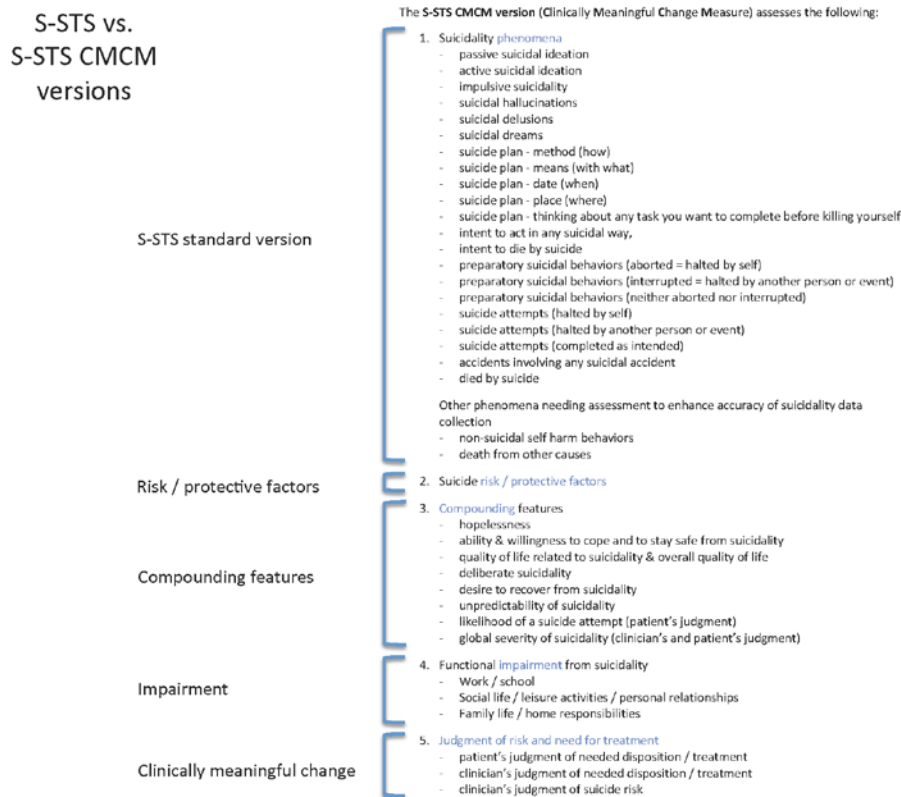 S-STS vs.
S-STS CMCM
versions
The S-STS CMCM version (Clinically Meaningful Change Measure) assesses the following:
S-STS standard version
1. Suicidality phenomena
- passive suicidal ideation
- active suicidal ideation
- impulsive suicidality
- suicidal hallucinations
- suicidal delusions
- suicidal dreams
- suicide plan - method (how)
- suicide plan - means (with what)
- suicide plan - date (when)
- suicide plan - place (where)
- suicide plan - thinking about any task you want to complete before killing yourself
- intent to act in any suicidal way,
- intent to die by suicide
- preparatory suicidal behaviors (aborted = halted by self)
- preparatory suicidal behaviors (interrupted = halted by another person or event)
- preparatory suicidal behaviors (neither aborted nor interrupted)
- suicide attempts (halted by self)
- suicide attempts (halted by another person or event)
- suicide attempts (completed as intended)
- accidents involving any suicidal accident
- died by suicide
Other phenomena needing assessment to enhance accuracy of suicidality data
collection
- non-suicidal self harm behaviors
- death from other causes
Risk / protective factors
2. Suicide risk / protective factors
Compounding features
3. Compounding features
- hopelessness
- ability & willingness to cope and to stay safe from suicidality
- quality of life related to suicidality & overall quality of life
- deliberate suicidality
- desire to recover from suicidality
- unpredictability of suicidality
- likelihood of a suicide attempt (patient's judgment)
- global severity of suicidality (clinician's and patient's judgment)
Impairment
4. Functional impairment from suicidality
- Work / school
- Social life / leisure activities / personal relationships
- Family life / home responsibilities
Clinically meaningful change
5. Judgment of risk and need for treatment
- patient's judgment of needed disposition / treatment
- clinician's judgment of needed disposition / treatment
- clinician's judgment of suicide risk